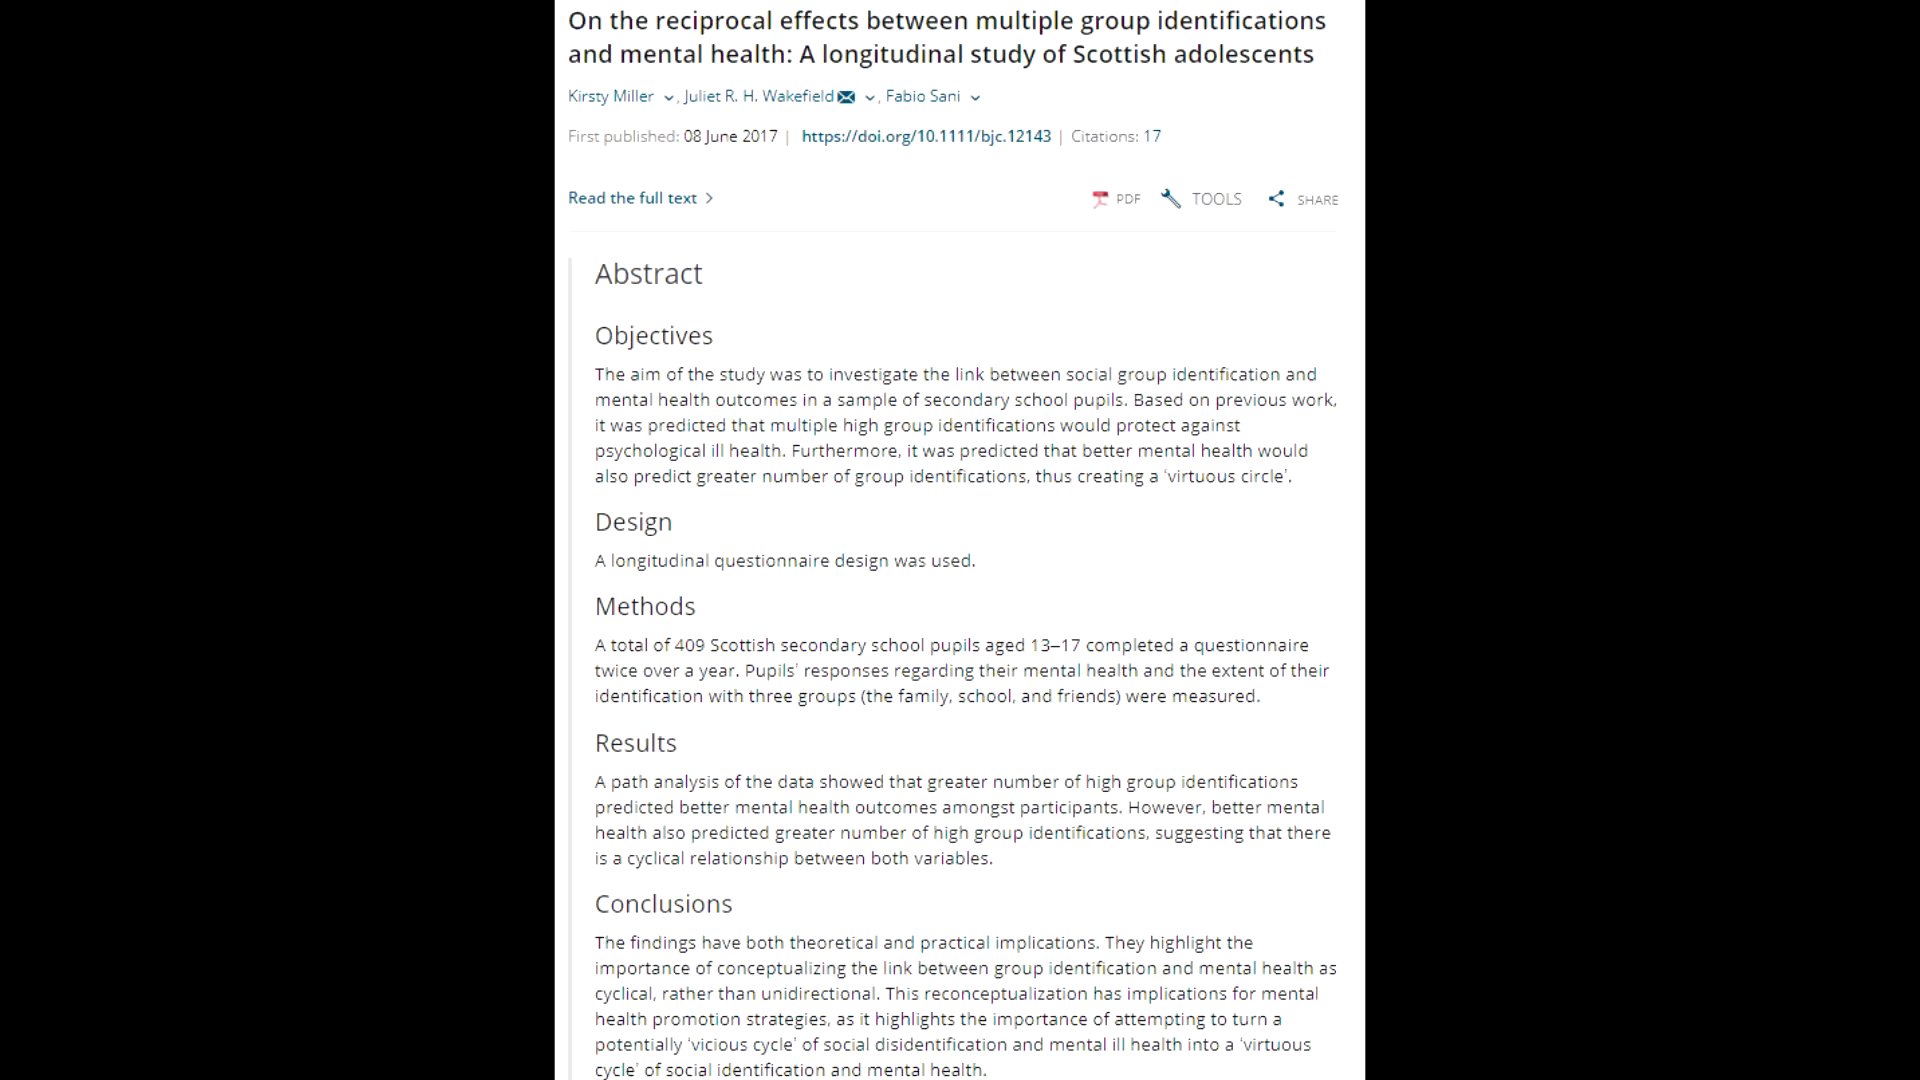 On the reciprocal effects between multiple group identifications
and mental health: A longitudinal study of Scottish adolescents
Kirsty Miller , Juliet R. H. Wakefield , Fabio Sani
First published: 08 June 2017 | https://doi.org/10.1111/bjc.12143 | Citations: 17
Read the full text PDF TOOLS SHARE
Abstract
Objectives
The aim of the study was to investigate the link between social group identification and
mental health outcomes in a sample of secondary school pupils. Based on previous work,
it was predicted that multiple high group identifications would protect against
psychological ill health. Furthermore, it was predicted that better mental health would
also predict greater number of group identifications, thus creating a ‘virtuous circle’.
Design
A longitudinal questionnaire design was used.
Methods
A total of 409 Scottish secondary school pupils aged 13–17 completed a questionnaire
twice over a year. Pupils’ responses regarding their mental health and the extent of their
identification with three groups (the family, school, and friends) were measured.
Results
A path analysis of the data showed that greater number of high group identifications
predicted better mental health outcomes amongst participants. However, better mental
health also predicted greater number of high group identifications, suggesting that there
is a cyclical relationship between both variables.
Conclusions
The findings have both theoretical and practical implications. They highlight the
importance of conceptualizing the link between group identification and mental health as
cyclical, rather than unidirectional. This reconceptualization has implications for mental
health promotion strategies, as it highlights the importance of attempting to turn a
potentially ‘vicious cycle’ of social disidentification and mental ill health into a ‘virtuous
cycle’ of social identification and mental health.